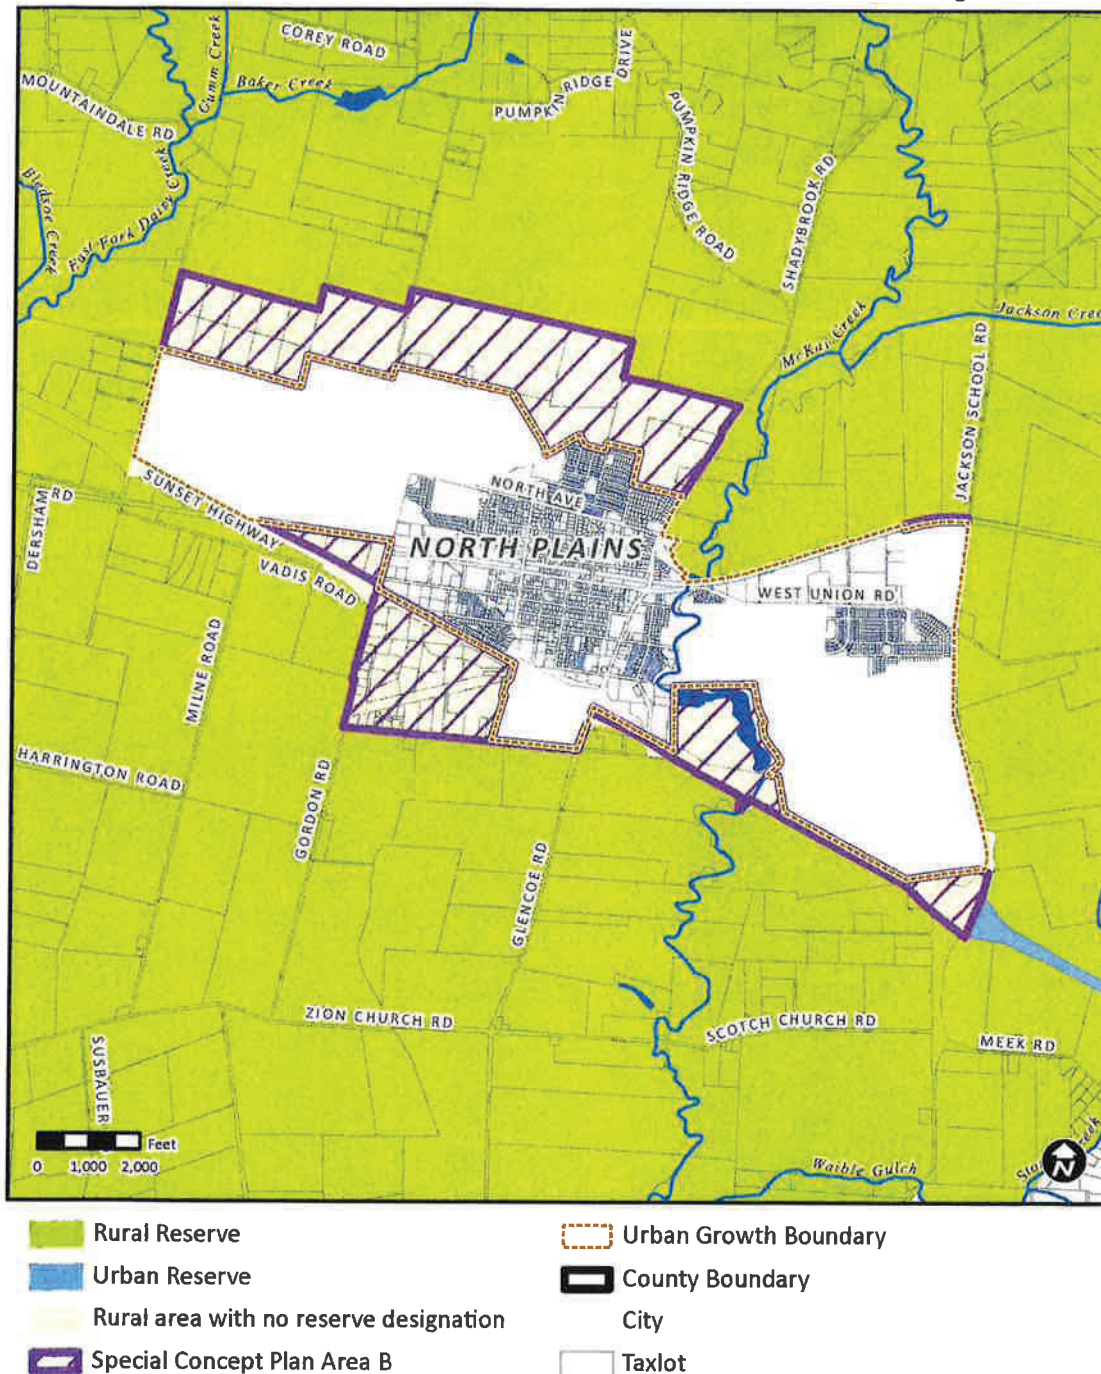 COREY ROAD
Gumm Creek
Baker Creek
MOUNTAINDALE RD
PUMPKIN RIDGE DRIVE
PUMPKIN RIDGE ROAD
SHADYBROOK RD
Bledsoe Creek
East Fork Dairy Creek
McKay Creek
Jackson Cree
JACKSON SCHOOL RD
DERSHAM RD
SUNSET HIGHWAY
NORTH AVE
NORTH PLAINS
VADIS ROAD
WEST UNION RD
MILNE ROAD
HARRINGTON ROAD
GORDON RD
GLENCOE RD
ZION CHURCH RD
SCOTCH CHURCH RD
MEEK RD
SUSBAUER
Feet
0 1,000 2,000
Waible Gulch
reek
N
Rural Reserve
Urban Growth Boundary
Urban Reserve
County Boundary
Rural area with no reserve designation
City
Special Concept Plan Area B
Taxlot